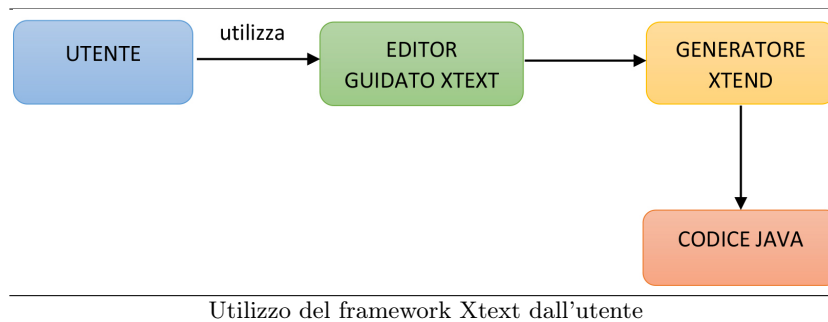 UTENTE
utilizza
EDITOR
GUIDATO XTEXT
GENERATORE
XTEND
CODICE JAVA
Utilizzo del framework Xtext dall'utente